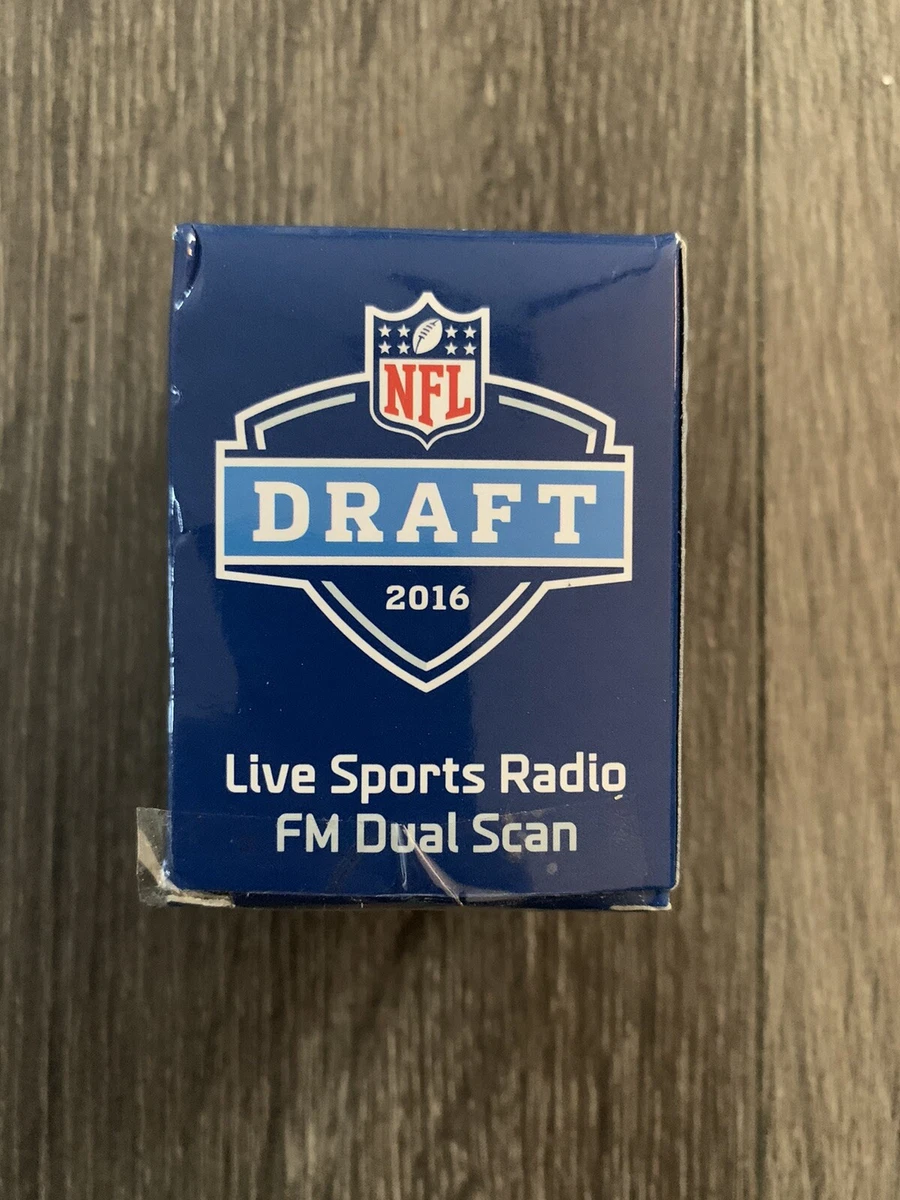 NFL
DRAFT
2016
Live Sports Radio
FM Dual Scan